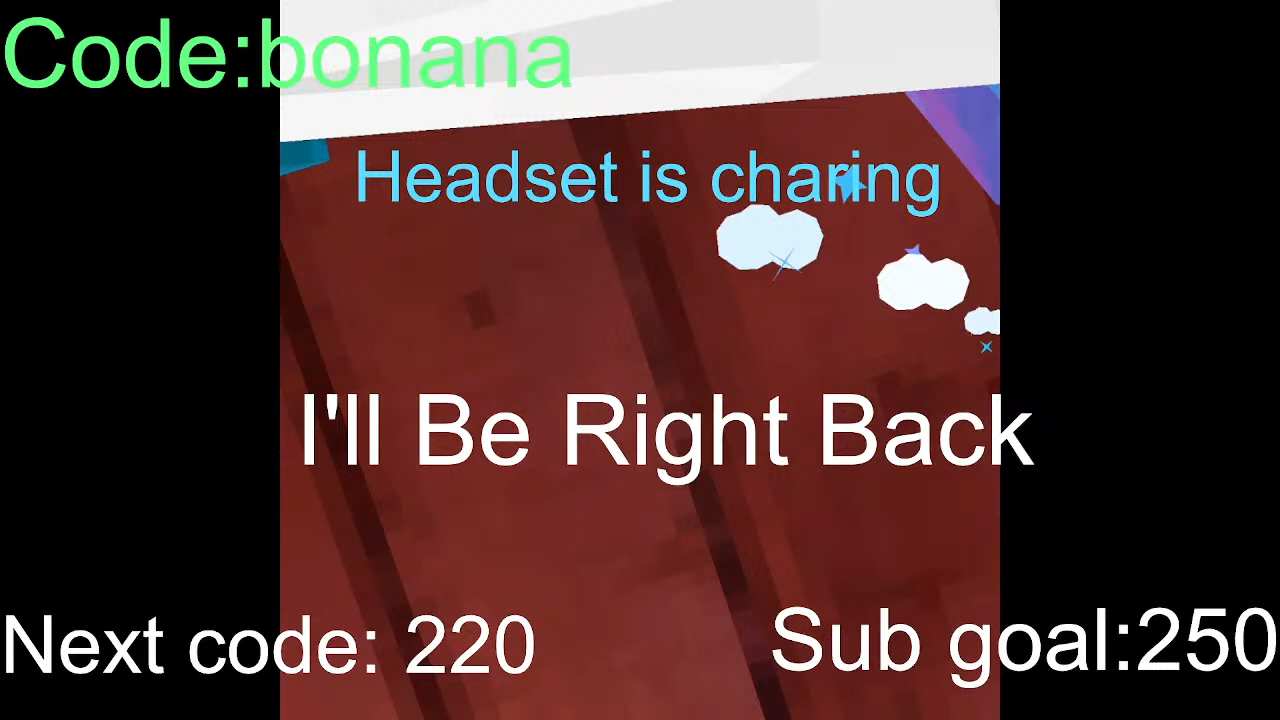 Code:bonana
Headset is charing
I'll Be Right Back
Next code: 220
Sub goal:250